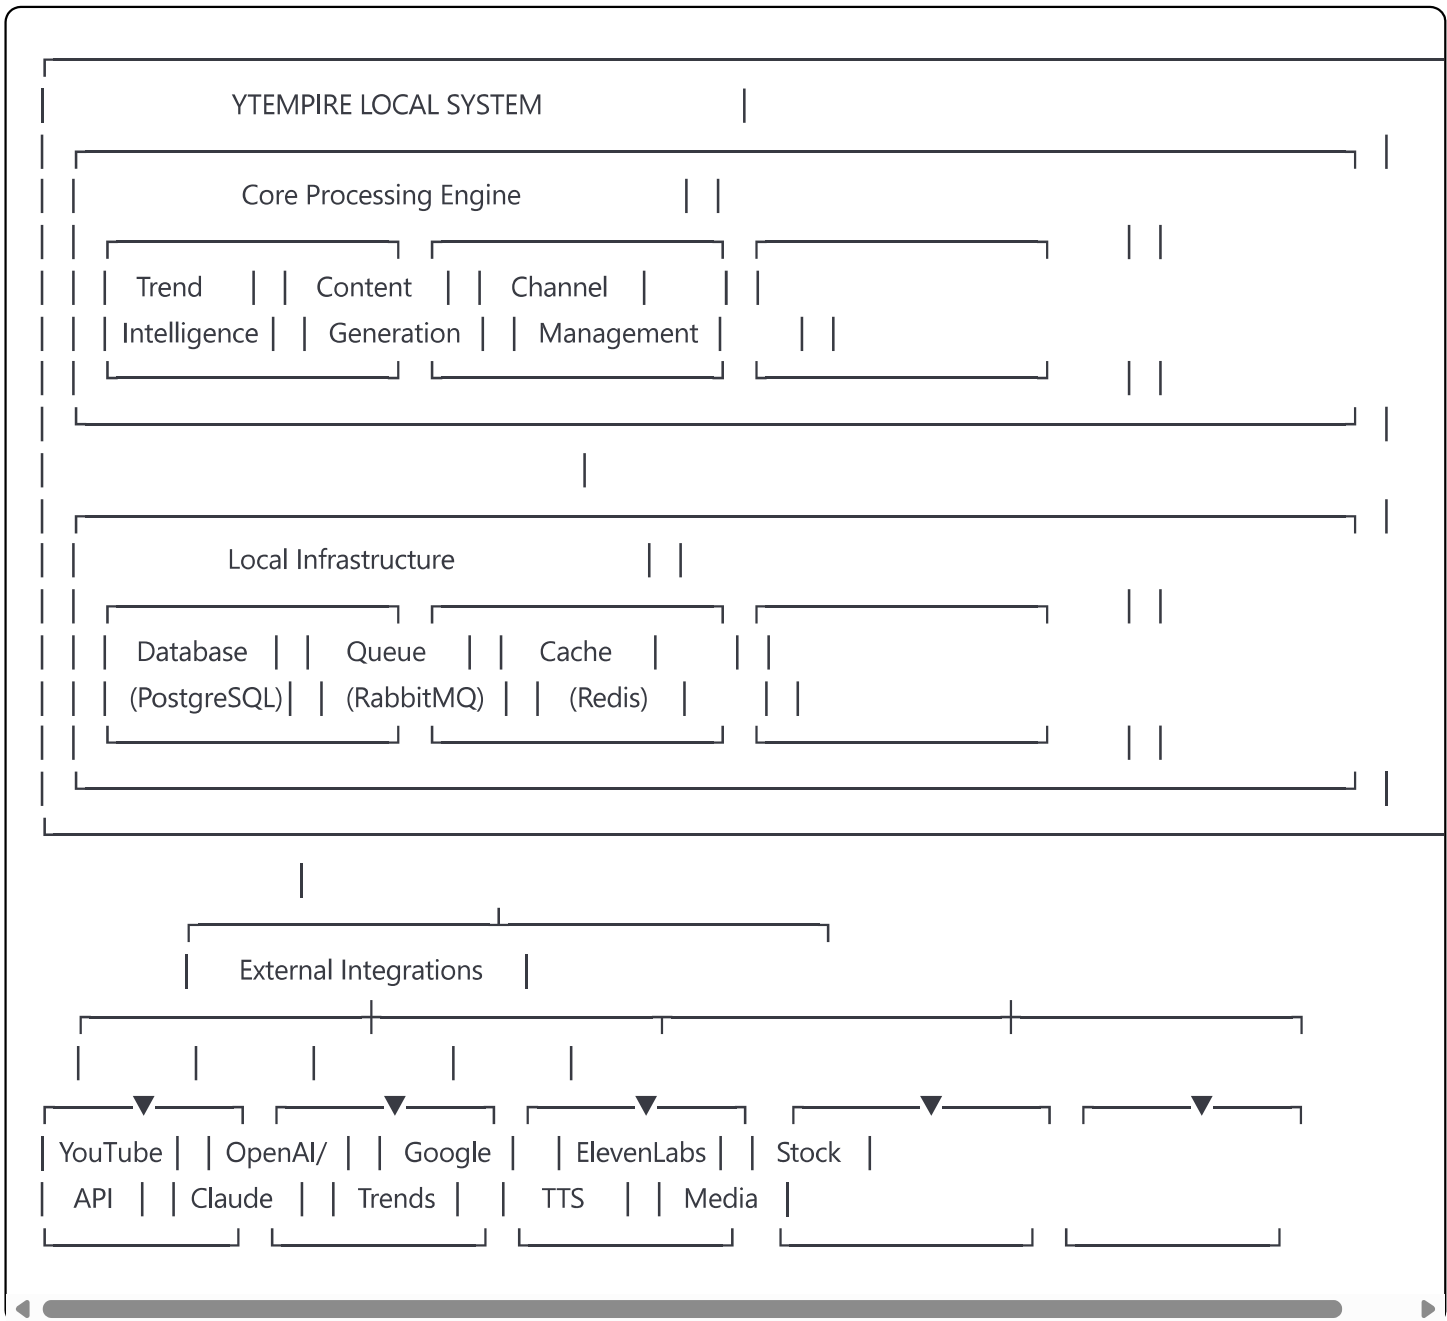 YTEMPIRE LOCAL SYSTEM
Core Processing Engine
Trend Content Channel
Intelligence Generation Management
Local Infrastructure
Database Queue Cache
(PostgreSQL) (RabbitMQ) (Redis)
External Integrations
YouTube OpenAI/ Google ElevenLabs Stock
API Claude Trends TTS Media